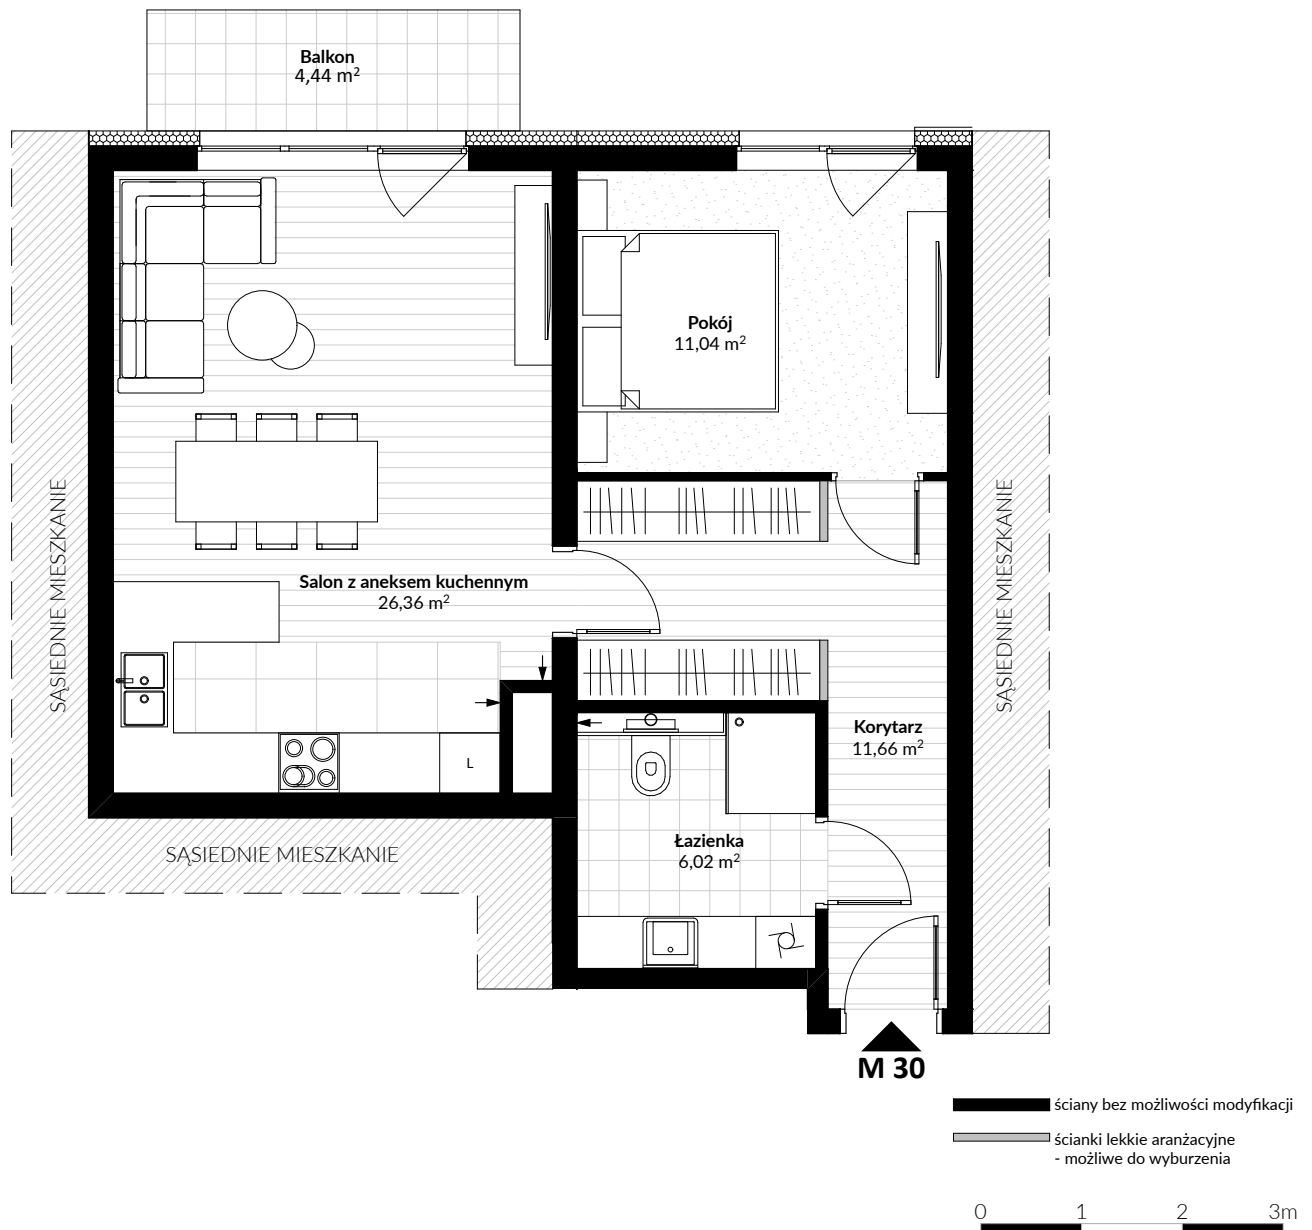 Balkon
4,44 m²
Pokój
11,04 m²
SĄSIEDNIE MIESZKANIE
SĄSIEDNIE MIESZKANIE
Salon z aneksem kuchennym
26,36 m²
Korytarz
11,66 m²
L
Łazienka
6,02 m²
SĄSIEDNIE MIESZKANIE
M 30
ściany bez możliwości modyfikacji
ścianki lekkie aranżacyjne
- możliwe do wyburzenia
0 1 2 3m